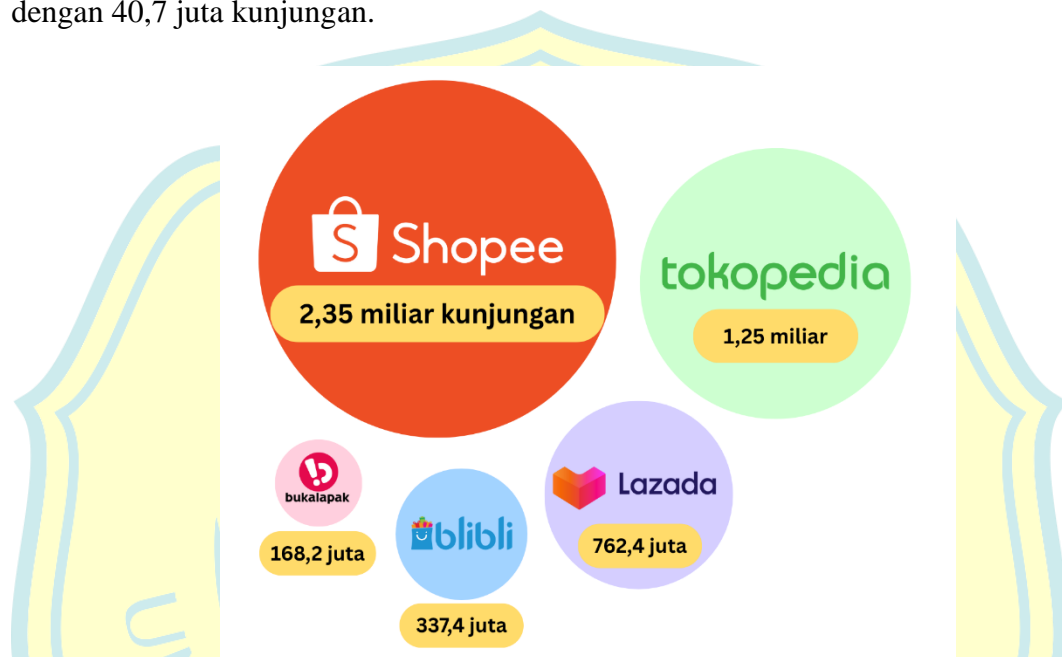 dengan 40,7 juta kunjungan.
S Shopee
2,35 miliar kunjungan
tokopedia
1,25 miliar
bukalapak
168,2 juta
blibli
337,4 juta
Lazada
762,4 juta